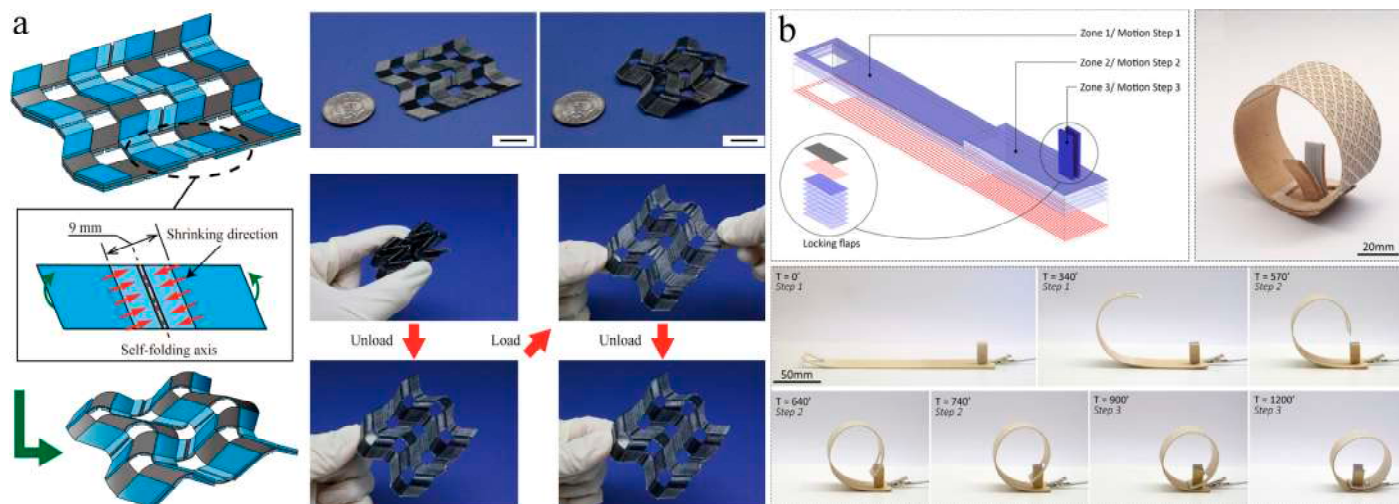 a
9 mm
Shrinking direction
Self-folding axis
Unload
Load
Unload
b
Zone 1/ Motion Step 1
Zone 2/ Motion Step 2
Zone 3/ Motion Step 3
Locking flaps
20mm
T = 0'
Step 1
50mm
T = 340'
Step 1
T = 570'
Step 2
T = 640'
Step 2
T = 740'
Step 2
T = 900'
Step 3
T = 1200'
Step 3